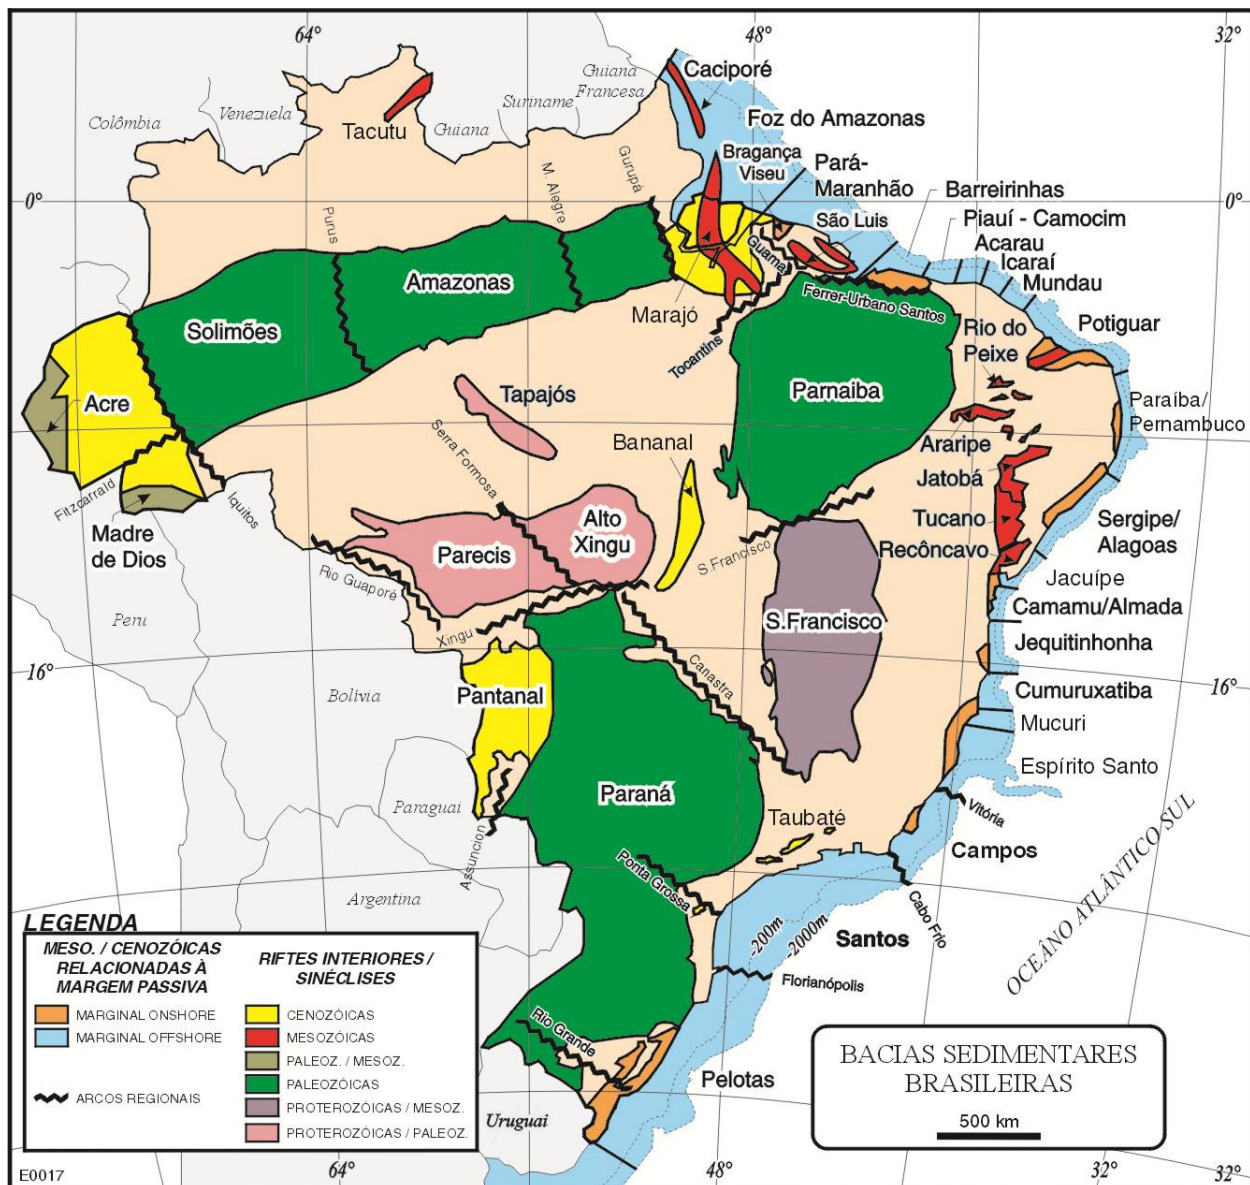 64°
48°
32°
Caciporé
Guiana
Francesa
Suriname
Venezuela
Colômbia
Guiana
Tacutu
Foz do Amazonas
Bragança
Viseu
Pará-
Maranhão
Barreirinhas
0°
0°
São Luis
Piauí - Camocim
Acarau
Icaraí
Mundau
Gurupá
M. Alegre
Purus
Guamá
Amazonas
Solimões
Marajó
Ferrer-Urbano Santos
Tocantins
Potiguar
Rio do
Peixe
Parnaiba
Tapajós
Acre
Paraíba/
Pernambuco
Araripe
Bananal
Serra Formosa
Jatobá
Fitzcarrald
Iquitos
Madre
de Dios
Alto
Xingu
Parecis
Tucano
Sergipe/
Alagoas
Recôncavo
S.Francisco
Rio Guaporé
Jacuípe
Camamu/Almada
Peru
Xingu
S.Francisco
Jequitinhonha
16°
16°
Canastra
Bolívia
Pantanal
Cumuruxatiba
Mucuri
Espírito Santo
Paraná
Paraguai
Taubaté
Vitória
Assuncion
Campos
Ponta Grossa
Argentina
Cabo Frio
OCEÂNO ATLÂNTICO SUL
-200m
-2000m
Santos
Florianópolis
Rio Grande
Pelotas
Uruguai
LEGENDA
MESO. / CENOZÓICAS
RELACIONADAS À
MARGEM PASSIVA
MARGINAL ONSHORE
MARGINAL OFFSHORE
ARCOS REGIONAIS
RIFTES INTERIORES /
SINÉCLISES
CENOZÓICAS
MESOZÓICAS
PALEOZ. / MESOZ.
PALEOZÓICAS
PROTEROZÓICAS / MESOZ.
PROTEROZÓICAS / PALEOZ.
BACIAS SEDIMENTARES
BRASILEIRAS
500 km
E0017
64°
48°
32°
32°